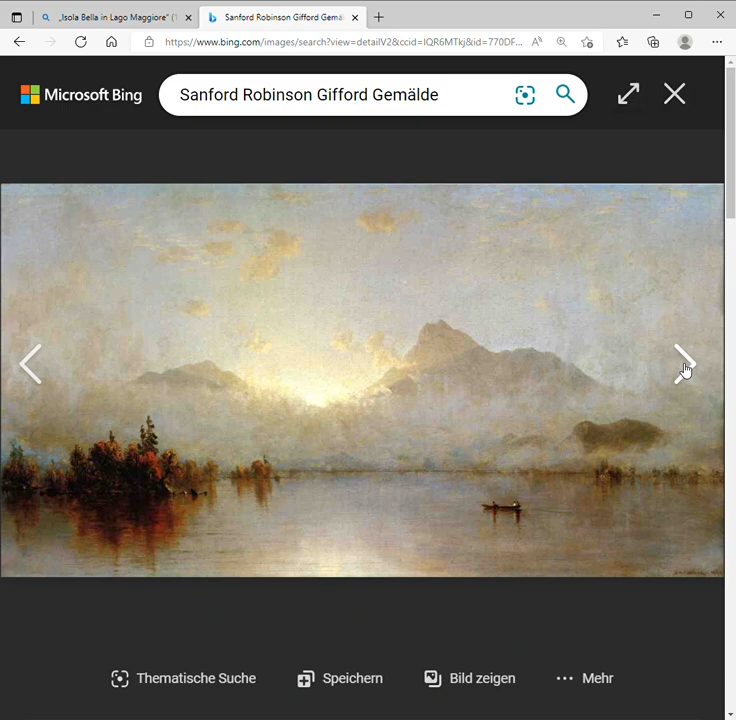 „Isola Bella in Lago Maggiore“ (1
Sanford Robinson Gifford Gemä
https://www.bing.com/images/search?view=detailV2&ccid=IQR6MTkj&id=770DF...
Microsoft Bing
Sanford Robinson Gifford Gemälde
Thematische Suche
Speichern
Bild zeigen
Mehr